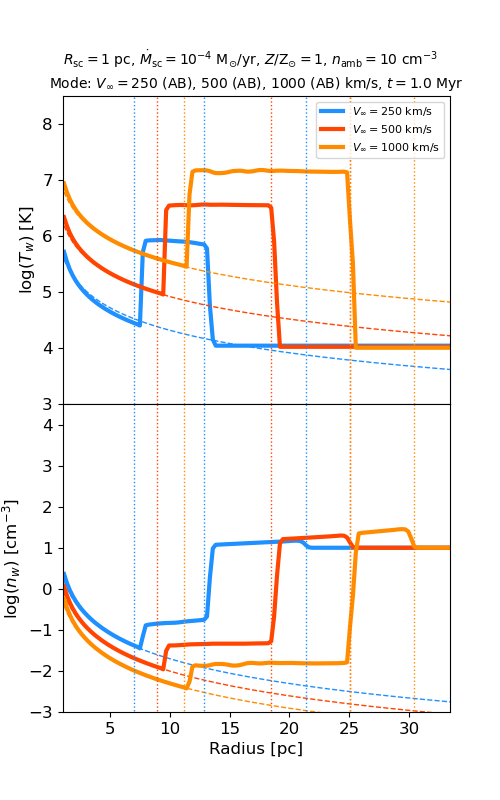 R_sc = 1 pc, Ṁ_sc = 10^−4 M_⊙/yr, Z/Z_⊙ = 1, n_amb = 10 cm^−3
Mode: V_∞ = 250 (AB), 500 (AB), 1000 (AB) km/s, t = 1.0 Myr
V_∞ = 250 km/s
V_∞ = 500 km/s
V_∞ = 1000 km/s
log(T_w) [K]
8
7
6
5
4
3
log(n_w) [cm^−3]
4
3
2
1
0
−1
−2
−3
5 10 15 20 25 30
Radius [pc]